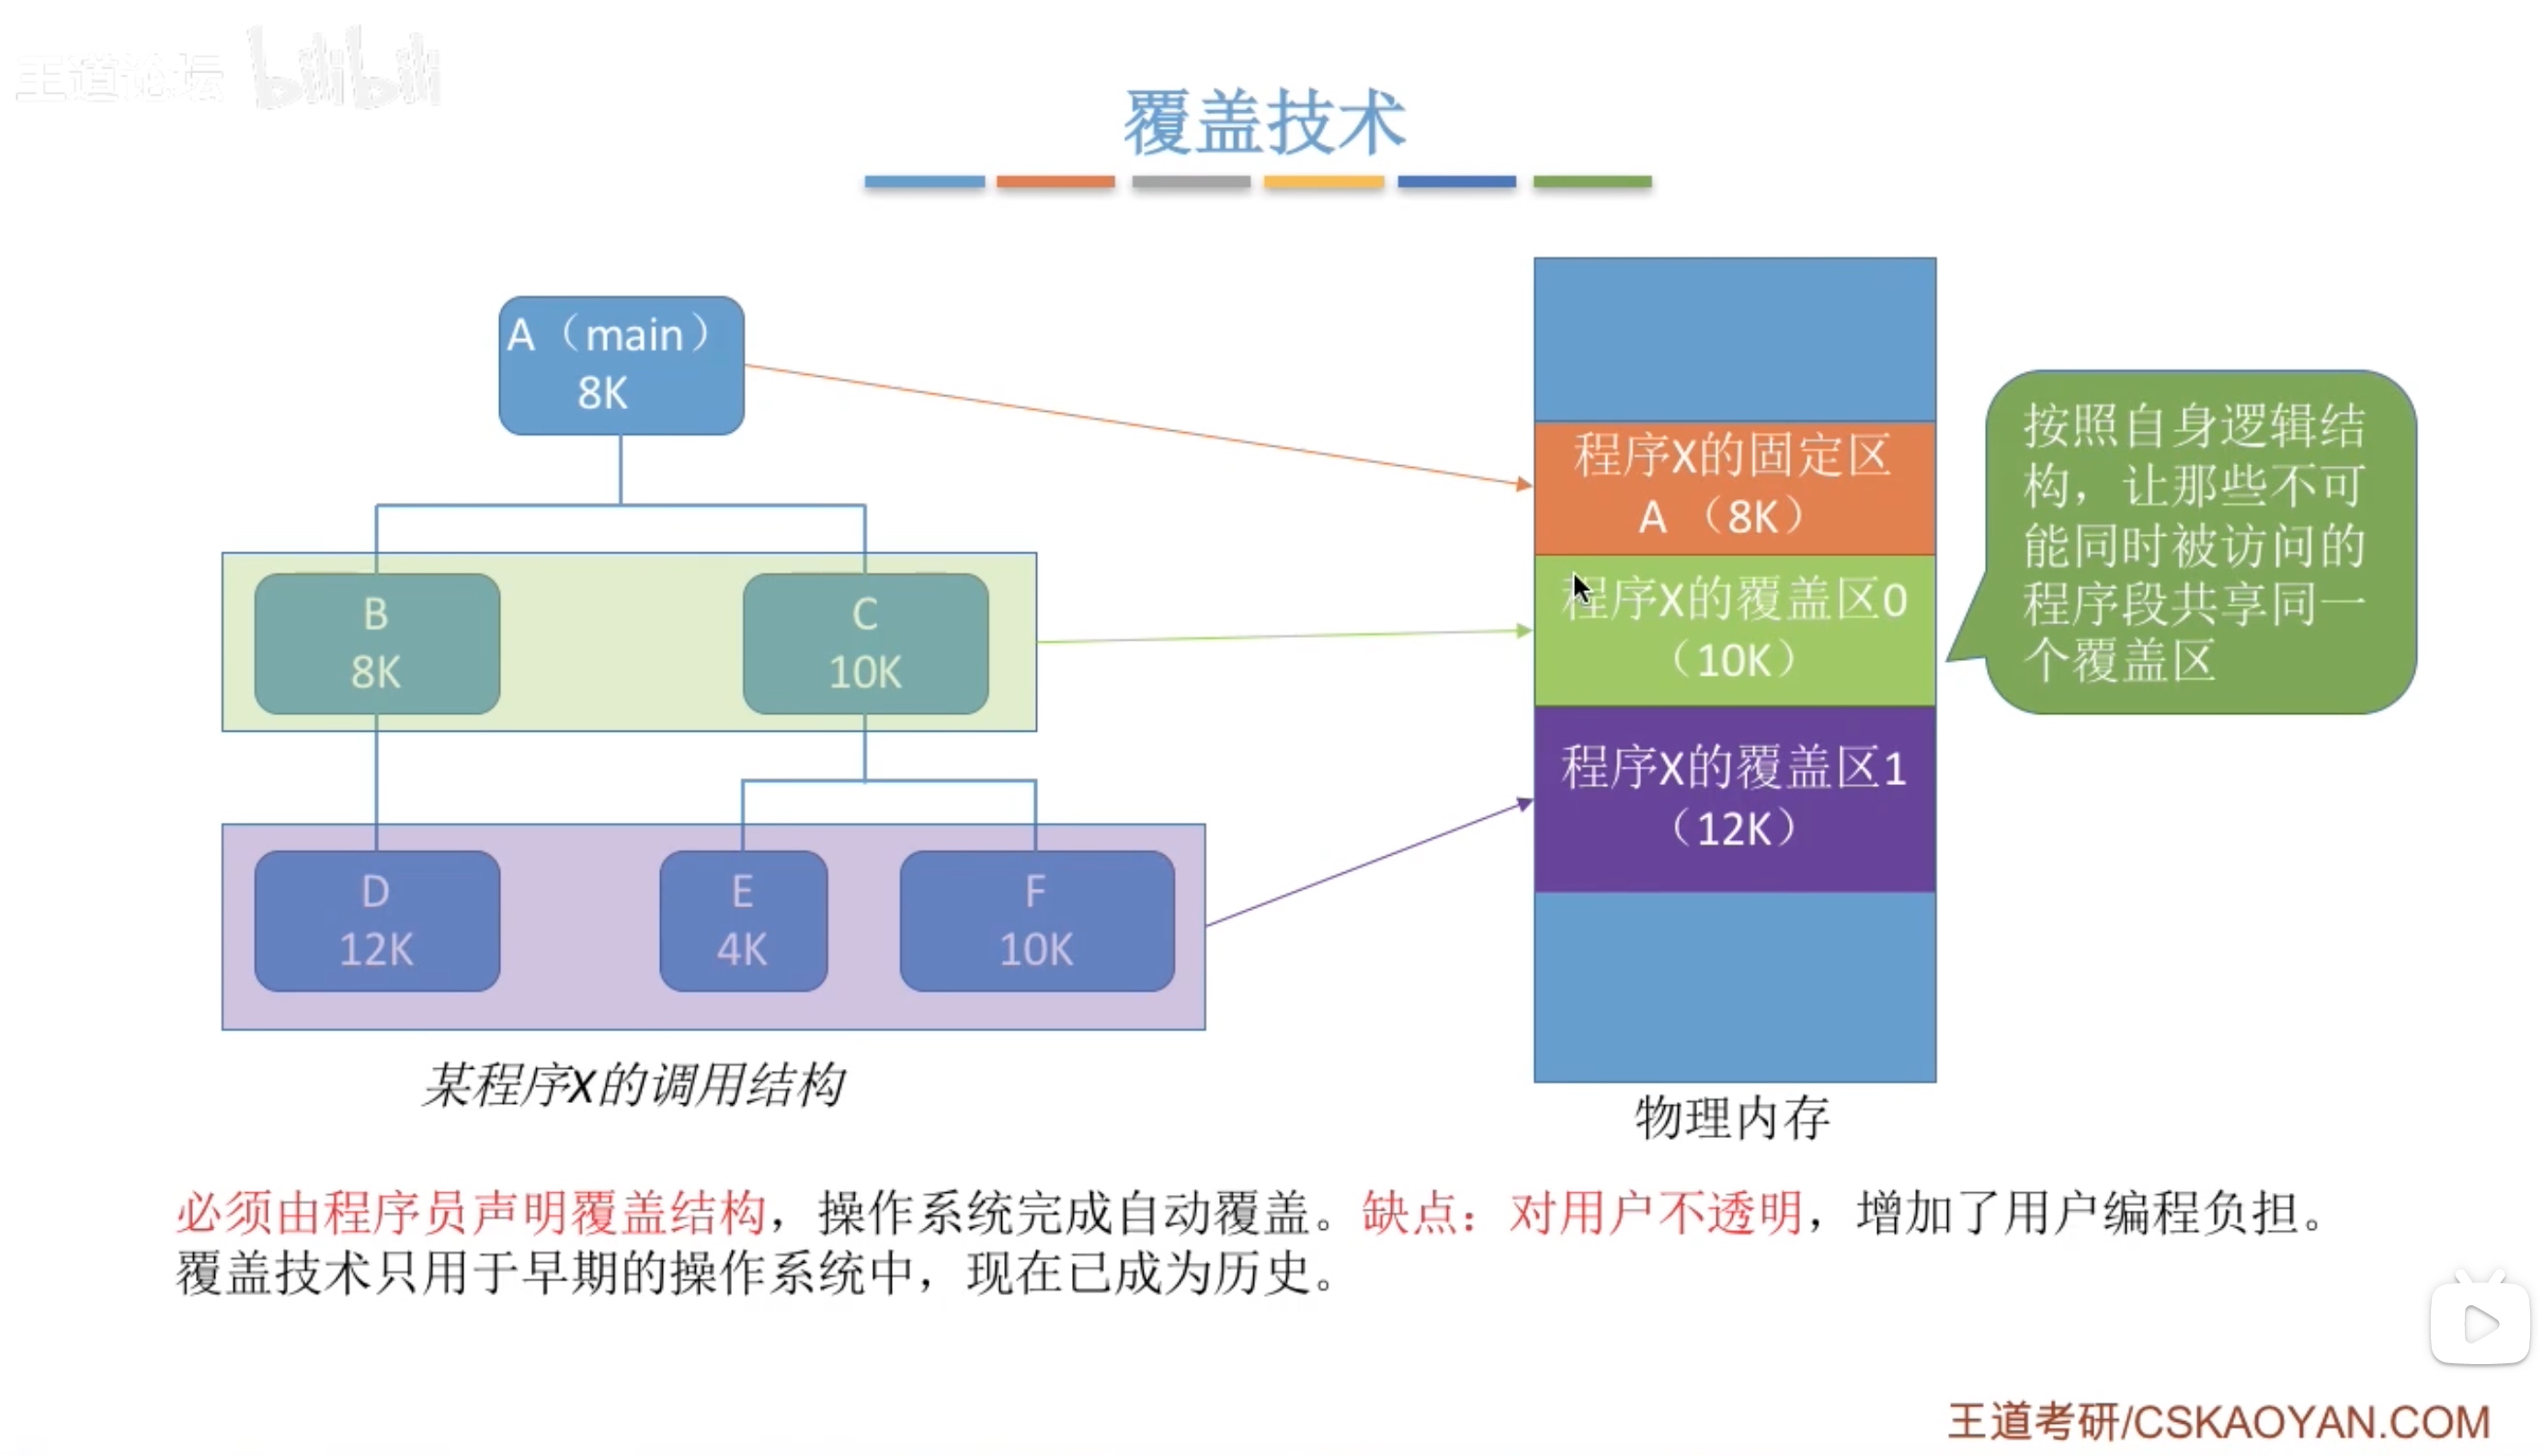 王道论坛 bilibili
覆盖技术
A（main）
8K
B
8K
C
10K
D
12K
E
4K
F
10K
某程序X的调用结构
程序X的固定区
A （8K）
程序X的覆盖区0
（10K）
程序X的覆盖区1
（12K）
物理内存
按照自身逻辑结
构，让那些不可
能同时被访问的
程序段共享同一
个覆盖区
必须由程序员声明覆盖结构，操作系统完成自动覆盖。缺点：对用户不透明，增加了用户编程负担。
覆盖技术只用于早期的操作系统中，现在已成为历史。
王道考研/CSKAOYAN.COM